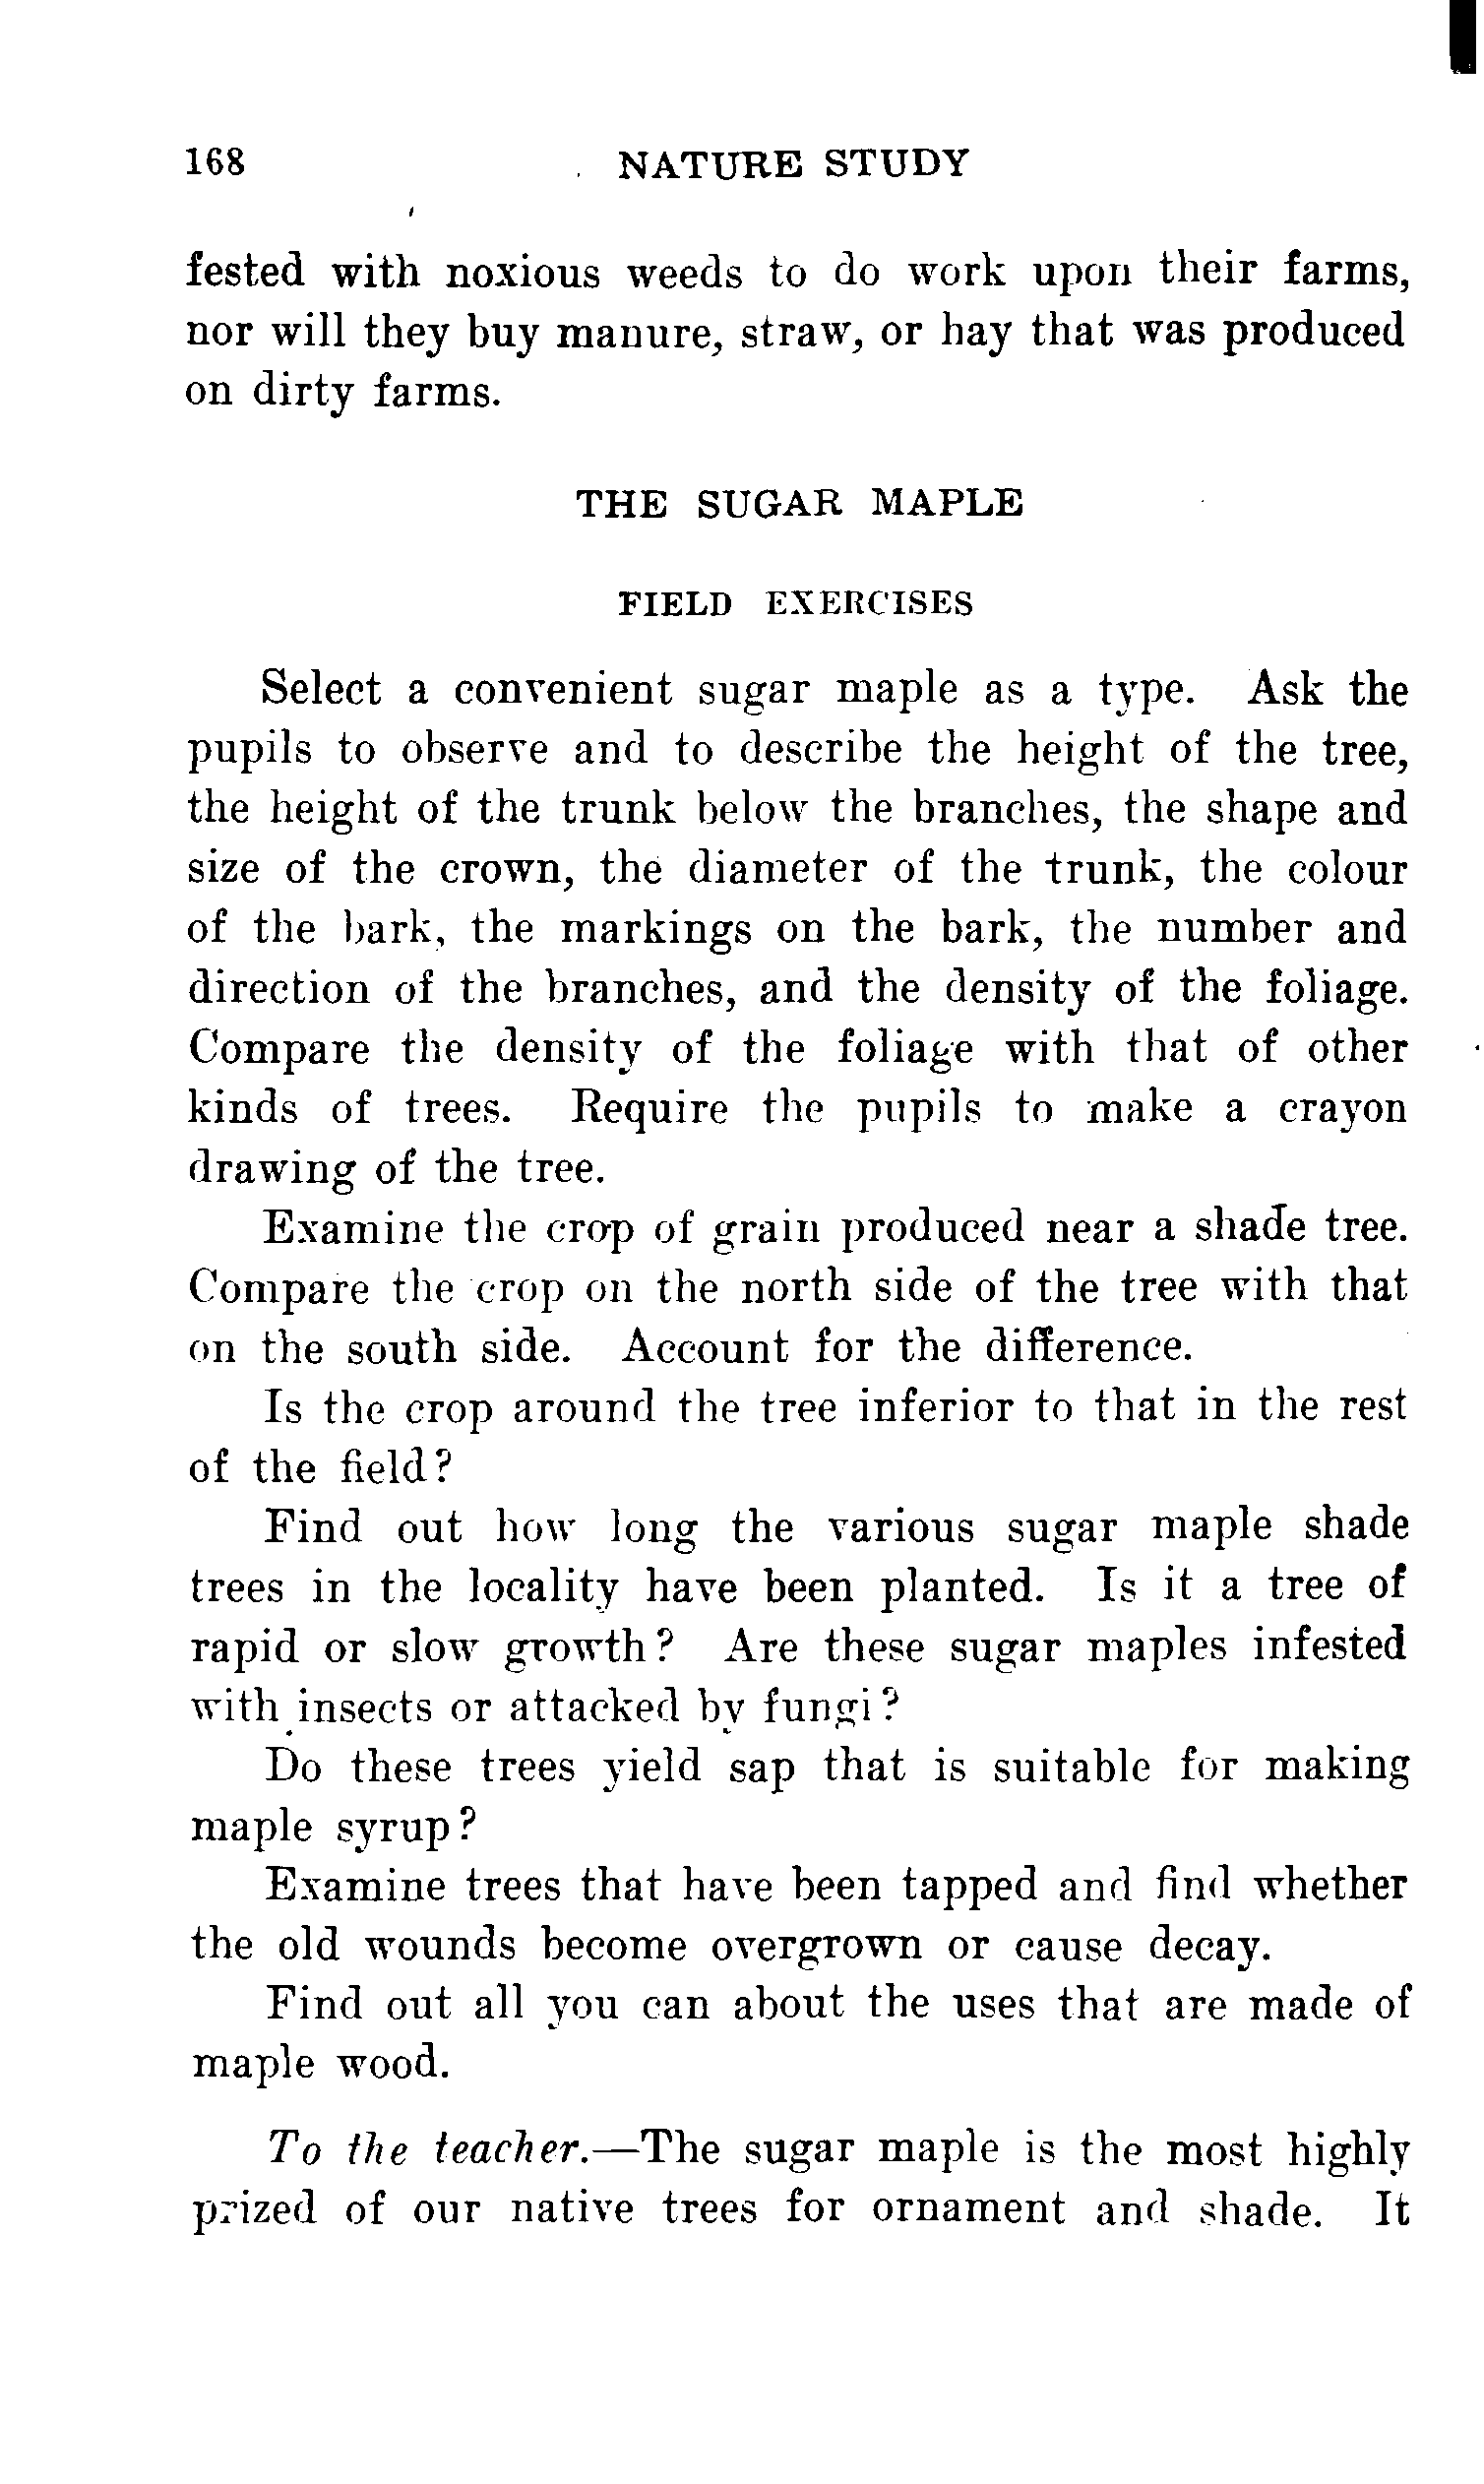 168 NATURE STUDY
fested with noxious weeds to do work upon their farms,
nor will they buy manure, straw, or hay that was produced
on dirty farms.
THE SUGAR MAPLE
FIELD EXERCISES
Select a convenient sugar maple as a type. Ask the
pupils to observe and to describe the height of the tree,
the height of the trunk below the branches, the shape and
size of the crown, the diameter of the trunk, the colour
of the bark, the markings on the bark, the number and
direction of the branches, and the density of the foliage.
Compare the density of the foliage with that of other
kinds of trees. Require the pupils to make a crayon
drawing of the tree.
Examine the crop of grain produced near a shade tree.
Compare the crop on the north side of the tree with that
on the south side. Account for the difference.
Is the crop around the tree inferior to that in the rest
of the field?
Find out how long the various sugar maple shade
trees in the locality have been planted. Is it a tree of
rapid or slow growth? Are these sugar maples infested
with insects or attacked by fungi?
Do these trees yield sap that is suitable for making
maple syrup?
Examine trees that have been tapped and find whether
the old wounds become overgrown or cause decay.
Find out all you can about the uses that are made of
maple wood.
To the teacher.—The sugar maple is the most highly
prized of our native trees for ornament and shade. It